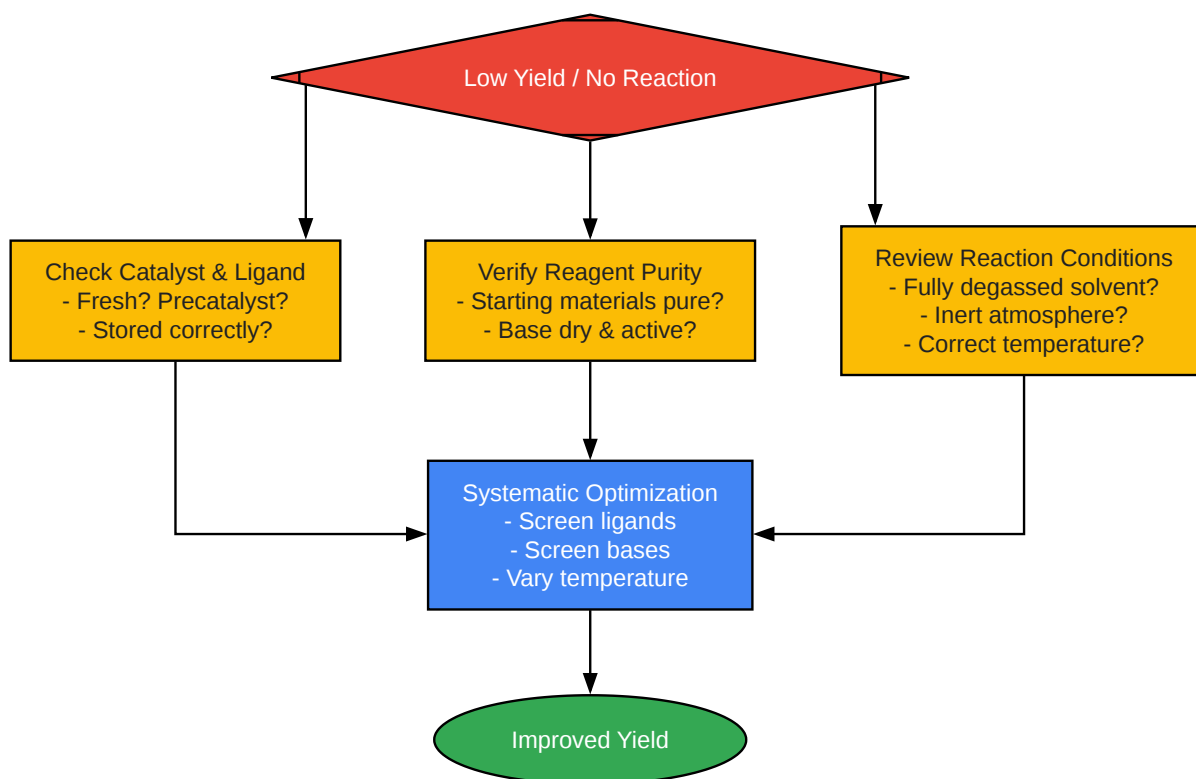 Low Yield / No Reaction
Check Catalyst & Ligand
- Fresh? Precatalyst?
- Stored correctly?
Verify Reagent Purity
- Starting materials pure?
- Base dry & active?
Review Reaction Conditions
- Fully degassed solvent?
- Inert atmosphere?
- Correct temperature?
Systematic Optimization
- Screen ligands
- Screen bases
- Vary temperature
Improved Yield